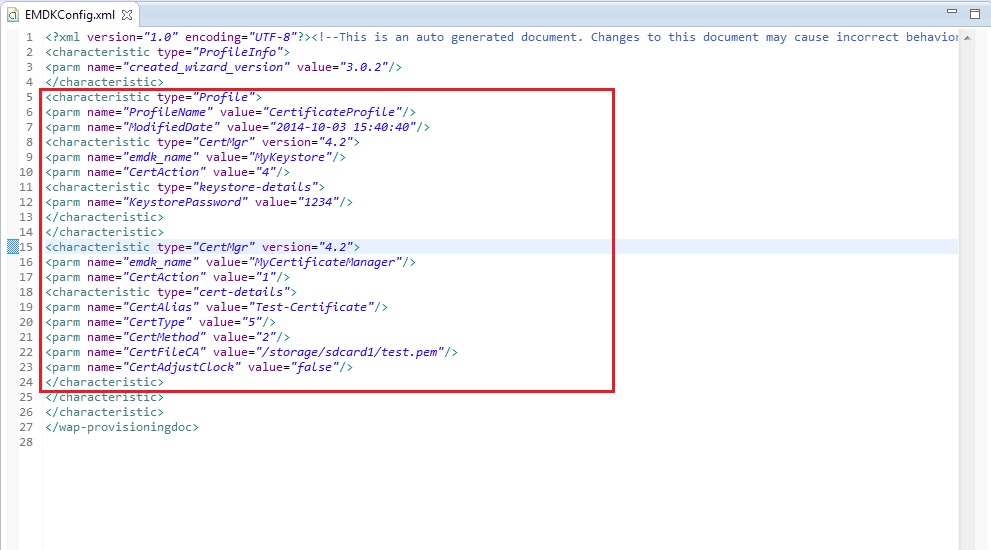 EMDKConfig.xml
1 <?xml version="1.0" encoding="UTF-8"?><!--This is an auto generated document. Changes to this document may cause incorrect behavior
2 <characteristic type="ProfileInfo">
3 <parm name="created_wizard_version" value="3.0.2"/>
4 </characteristic>
5 <characteristic type="Profile">
6 <parm name="ProfileName" value="CertificateProfile"/>
7 <parm name="ModifiedDate" value="2014-10-03 15:40:40"/>
8 <characteristic type="CertMgr" version="4.2">
9 <parm name="emdk_name" value="MyKeystore"/>
10 <parm name="CertAction" value="4"/>
11 <characteristic type="keystore-details">
12 <parm name="KeystorePassword" value="1234"/>
13 </characteristic>
14 </characteristic>
15 <characteristic type="CertMgr" version="4.2">
16 <parm name="emdk_name" value="MyCertificateManager"/>
17 <parm name="CertAction" value="1"/>
18 <characteristic type="cert-details">
19 <parm name="CertAlias" value="Test-Certificate"/>
20 <parm name="CertType" value="5"/>
21 <parm name="CertMethod" value="2"/>
22 <parm name="CertFileCA" value="/storage/sdcard1/test.pem"/>
23 <parm name="CertAdjustClock" value="false"/>
24 </characteristic>
25 </characteristic>
26 </characteristic>
27 </wap-provisioningdoc>
28